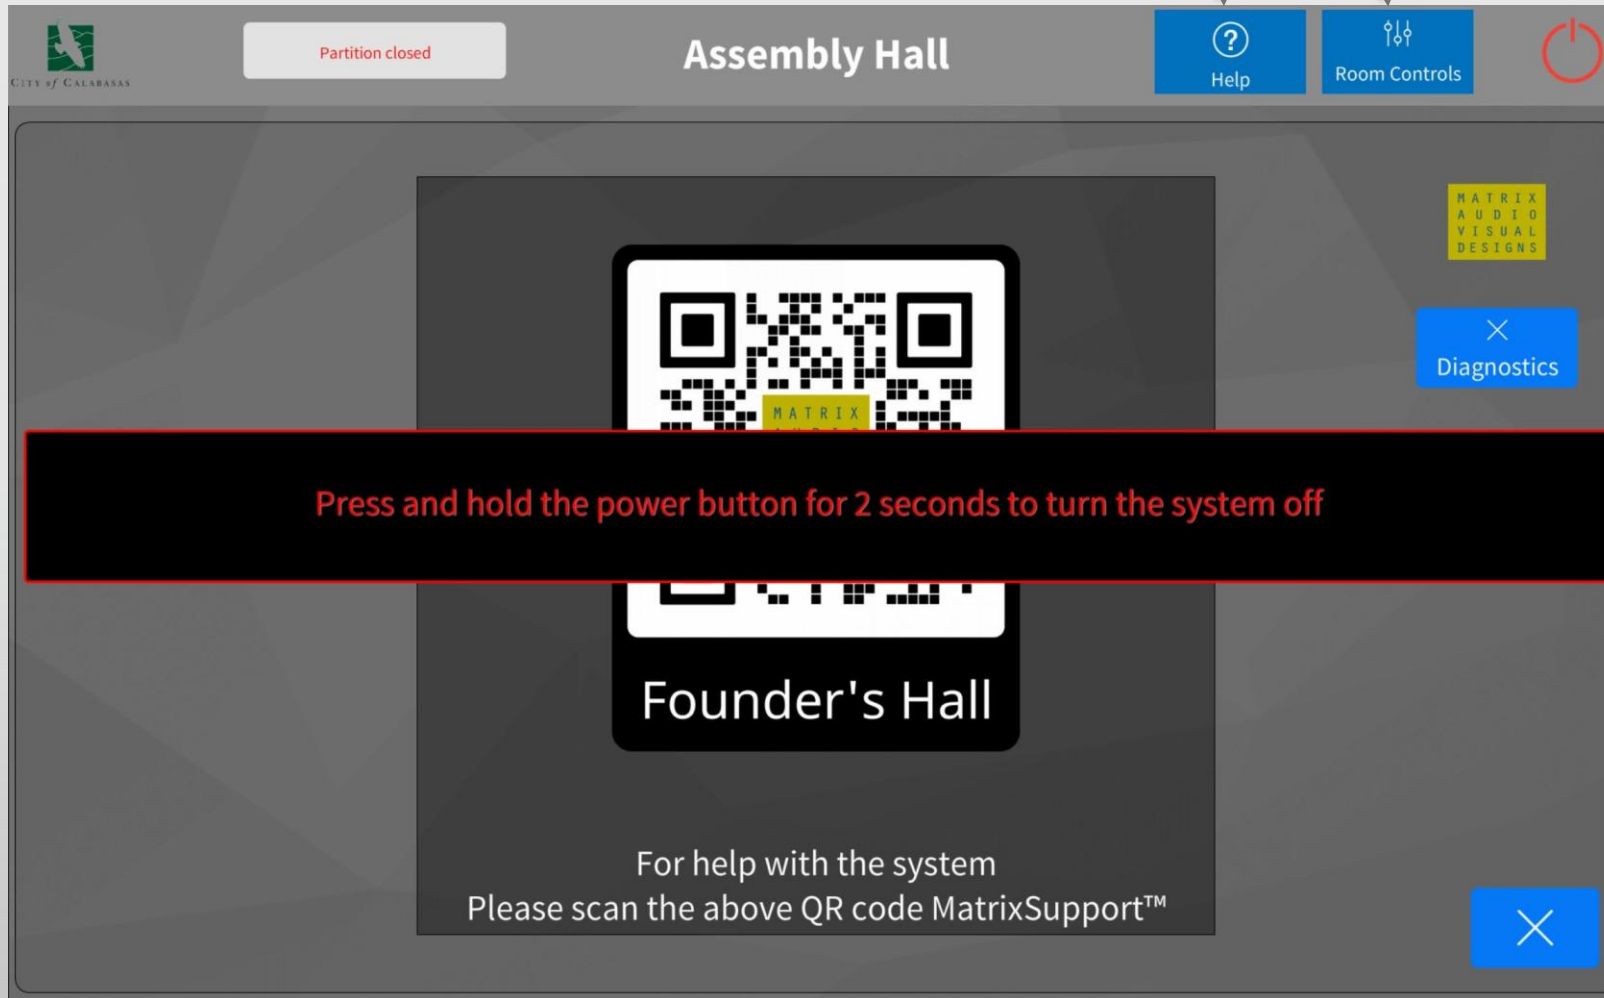 CITY of CALABASAS
Partition closed
Assembly Hall
?
Help
Room Controls
MATRIX
AUDIO
VISUAL
DESIGNS
Diagnostics
MATRIX
Press and hold the power button for 2 seconds to turn the system off
Founder's Hall
For help with the system
Please scan the above QR code MatrixSupport™